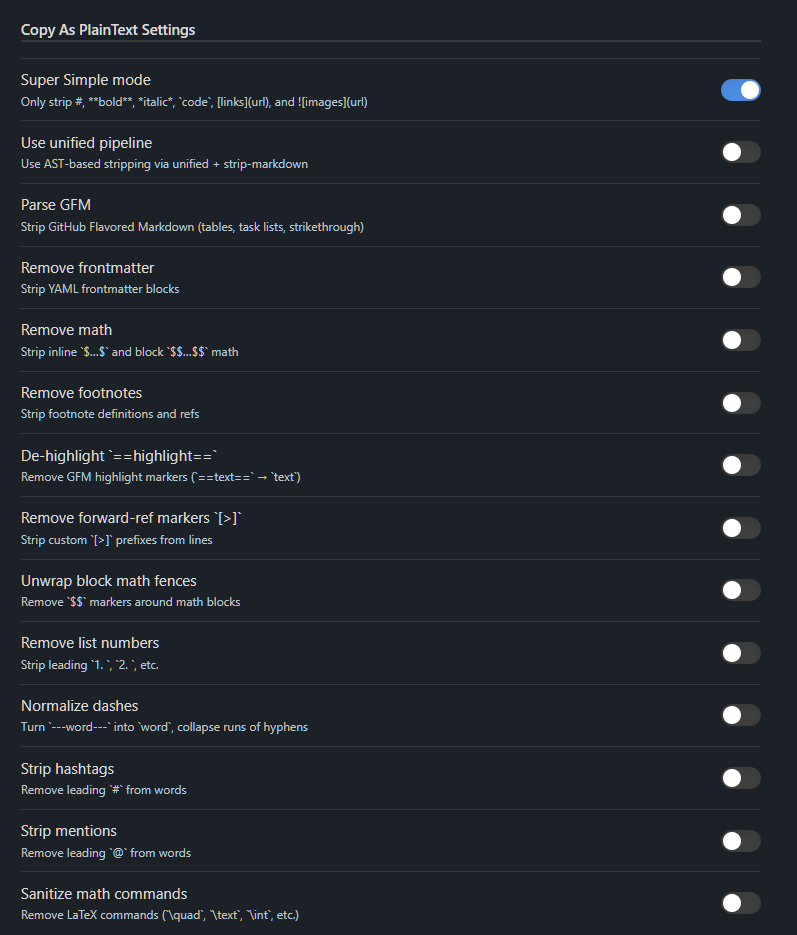 Copy As PlainText Settings
Super Simple mode
Only strip #, **bold**, *italic*, `code`, [links](url), and ![images](url)
Use unified pipeline
Use AST-based stripping via unified + strip-markdown
Parse GFM
Strip GitHub Flavored Markdown (tables, task lists, strikethrough)
Remove frontmatter
Strip YAML frontmatter blocks
Remove math
Strip inline `$...$` and block `$$...$$` math
Remove footnotes
Strip footnote definitions and refs
De-highlight `==highlight==`
Remove GFM highlight markers (`==text==` → `text`)
Remove forward-ref markers `[>]`
Strip custom `[>]` prefixes from lines
Unwrap block math fences
Remove `$$` markers around math blocks
Remove list numbers
Strip leading `1. `, `2. `, etc.
Normalize dashes
Turn `---word---` into `word`, collapse runs of hyphens
Strip hashtags
Remove leading `#` from words
Strip mentions
Remove leading `@` from words
Sanitize math commands
Remove LaTeX commands (`\quad`, `\text`, `\int`, etc.)